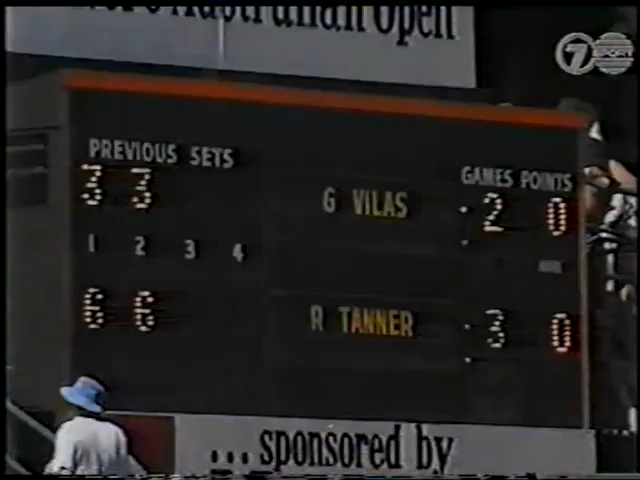 Australian Open
7 SPORT
PREVIOUS SETS
GAMES POINTS
3 3
G VILAS
2 0
1 2 3 4
6 6
R TANNER
3 0
... sponsored by